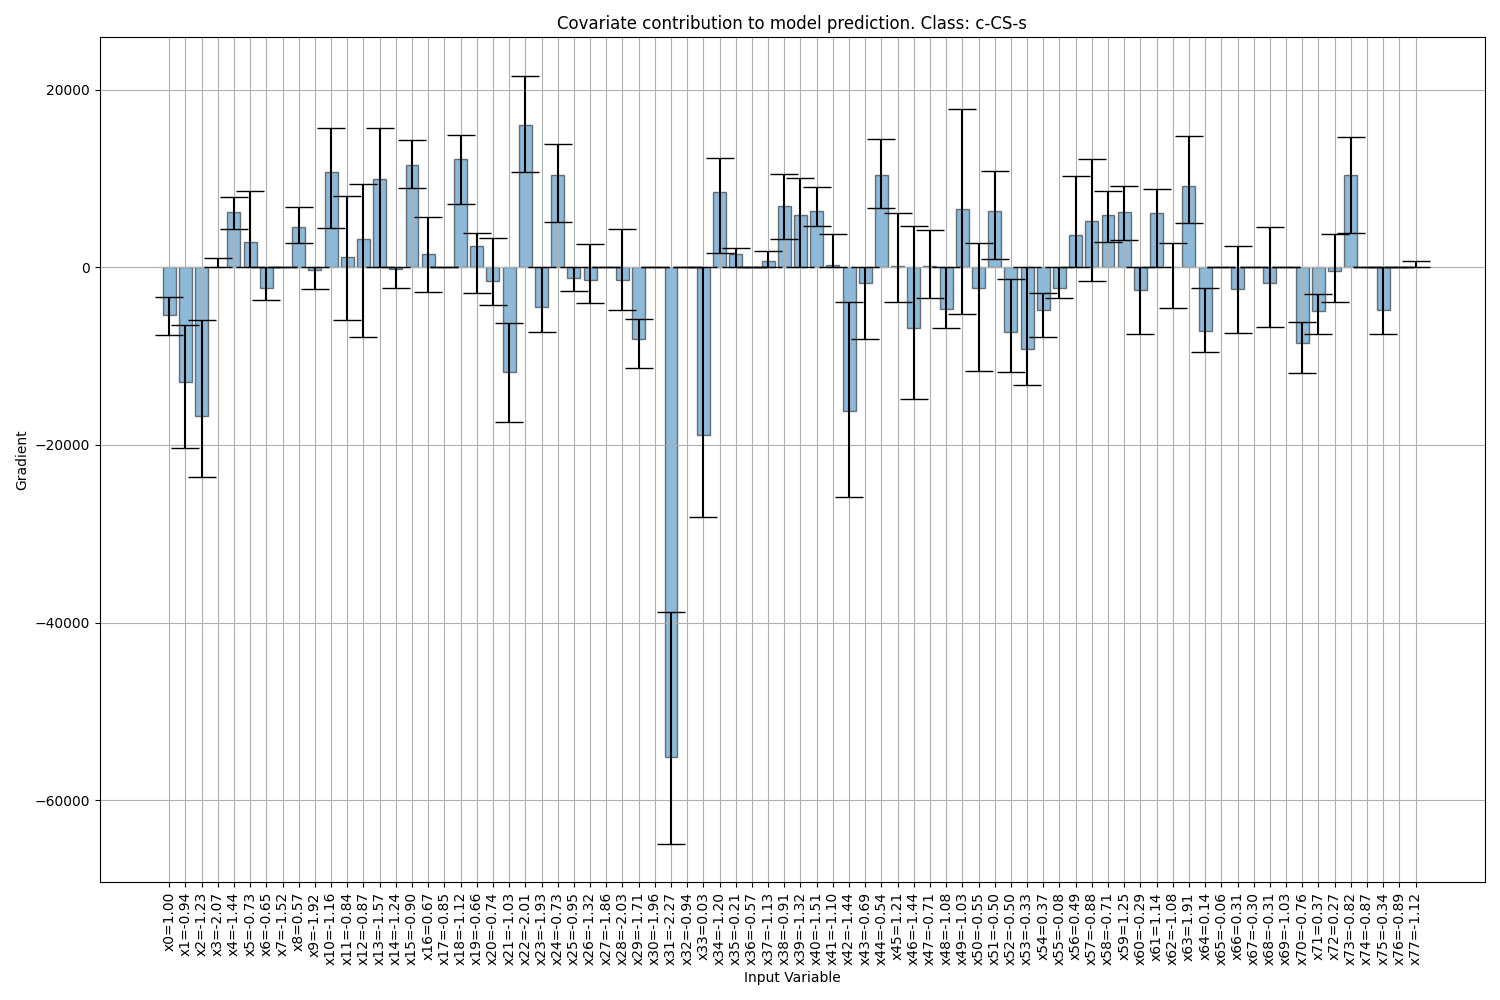 Covariate contribution to model prediction. Class: c-CS-s
Gradient
20000
0
−20000
−40000
−60000
x0=1.00
x1=-0.94
x2=-1.23
x3=-2.07
x4=-1.44
x5=-0.73
x6=-0.65
x7=-1.52
x8=0.57
x9=-1.92
x10=-1.16
x11=-0.84
x12=-0.87
x13=-1.57
x14=-1.24
x15=-0.90
x16=0.67
x17=-0.85
x18=-1.12
x19=-0.66
x20=-0.74
x21=-1.03
x22=-2.01
x23=-1.93
x24=-0.73
x25=-0.95
x26=-1.32
x27=-1.86
x28=-2.03
x29=-1.71
x30=-1.96
x31=-2.27
x32=-0.94
x33=0.03
x34=-1.20
x35=-0.21
x36=-0.57
x37=-1.13
x38=-0.91
x39=-1.32
x40=-1.51
x41=-1.10
x42=-1.44
x43=-0.69
x44=-0.54
x45=-1.21
x46=-1.44
x47=-0.71
x48=-1.08
x49=-1.03
x50=-0.55
x51=-0.50
x52=-0.50
x53=-0.33
x54=0.37
x55=-0.08
x56=0.49
x57=-0.88
x58=-0.71
x59=1.25
x60=-0.29
x61=1.14
x62=-1.08
x63=1.91
x64=0.14
x65=-0.06
x66=0.31
x67=-0.30
x68=-0.31
x69=-1.03
x70=-0.76
x71=0.37
x72=0.27
x73=-0.82
x74=-0.87
x75=-0.34
x76=-0.89
x77=-1.12
Input Variable